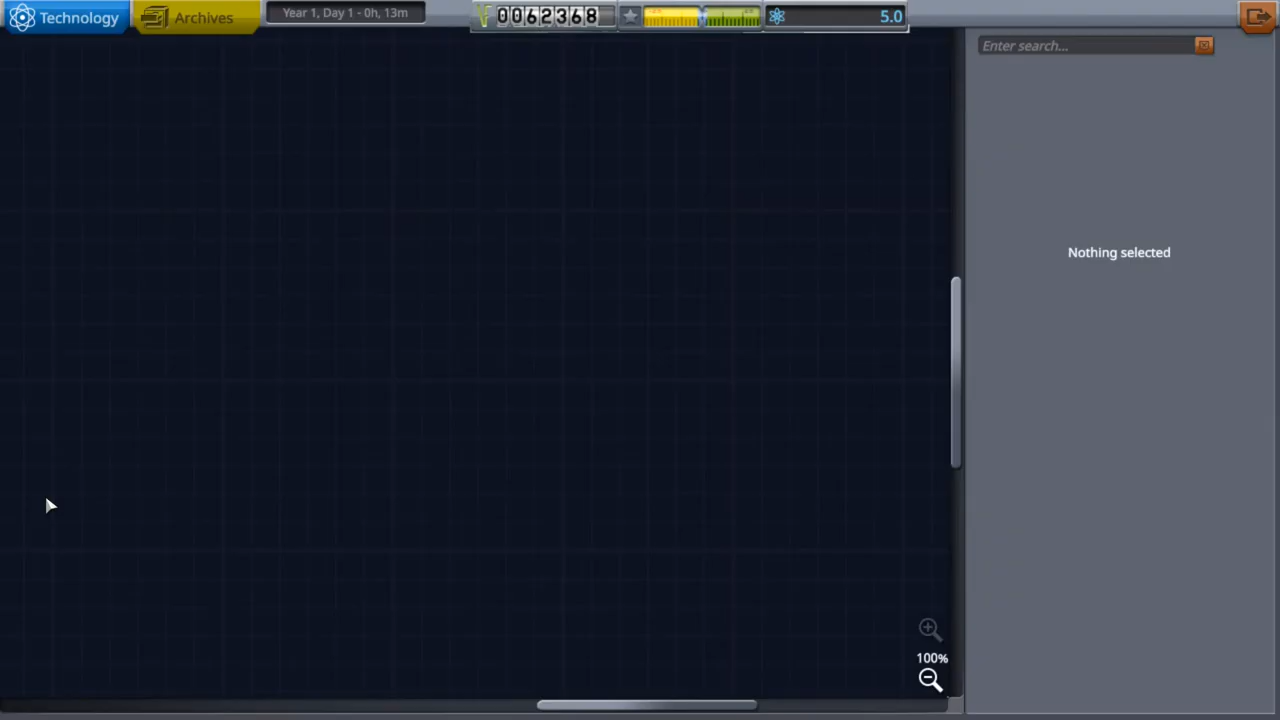 Technology
Archives
Year 1, Day 1 - 0h, 13m
0062368
5.0
Enter search...
Nothing selected
100%